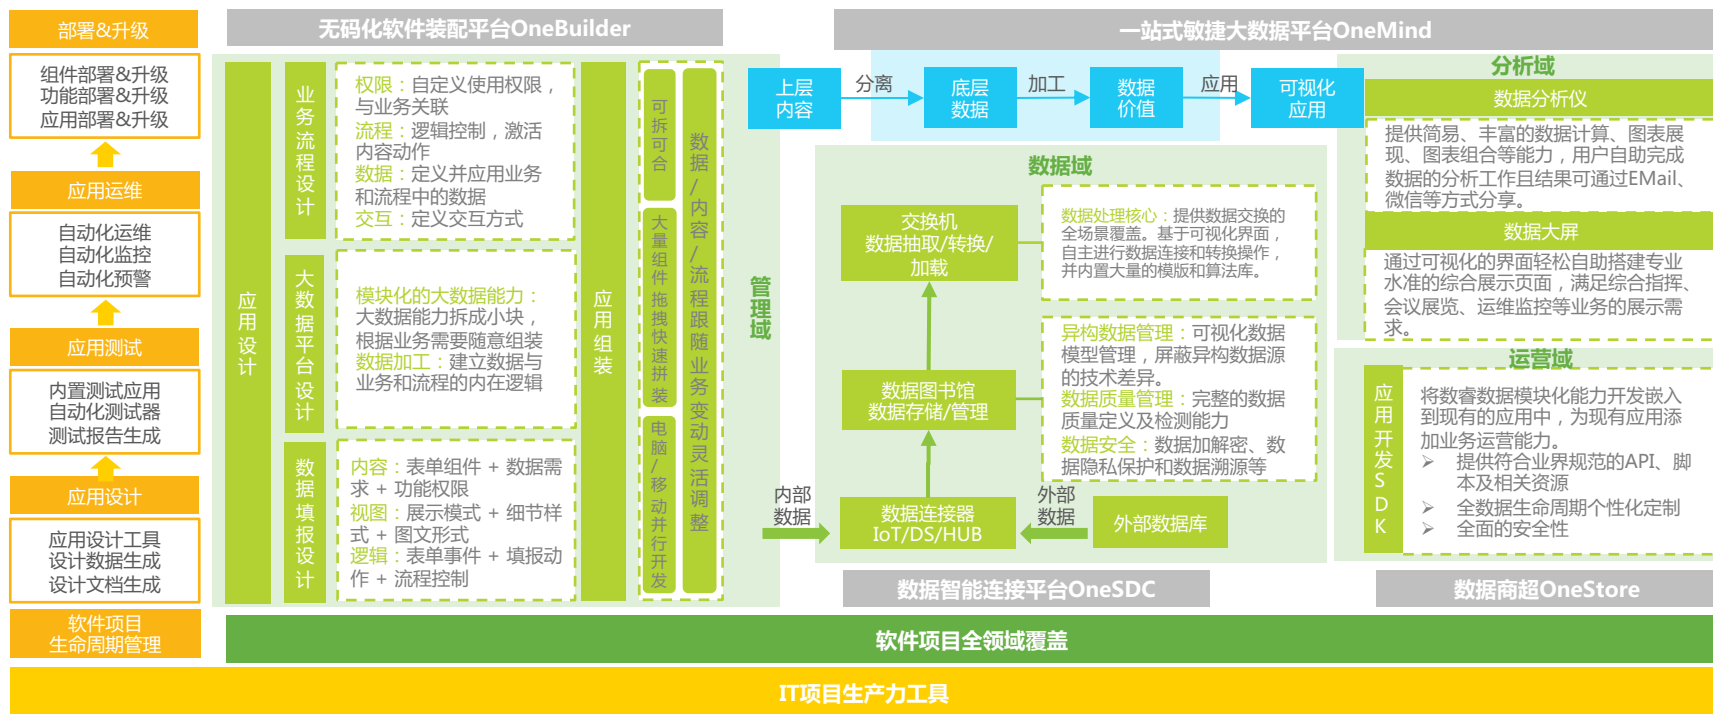 部署&升级
组件部署&升级
功能部署&升级
应用部署&升级
应用运维
自动化运维
自动化监控
自动化预警
应用测试
内置测试应用
自动化测试器
测试报告生成
应用设计
应用设计工具
设计数据生成
设计文档生成
软件项目
生命周期管理
无码化软件装配平台OneBuilder
应用设计
业务流程设计
权限：自定义使用权限，
与业务关联
流程：逻辑控制，激活
内容动作
数据：定义并应用业务
和流程中的数据
交互：定义交互方式
大数据平台设计
模块化的大数据能力：
大数据能力拆成小块，
根据业务需要随意组装
数据加工：建立数据与
业务和流程的内在逻辑
数据填报设计
内容：表单组件 + 数据需
求 + 功能权限
视图：展示模式 + 细节样
式 + 图文形式
逻辑：表单事件 + 填报动
作 + 流程控制
应用组装
可拆可合
大量组件拖拽快速拼装
电脑/移动并行开发
数据/内容/流程跟随业务变动灵活调整
管理域
一站式敏捷大数据平台OneMind
上层
内容
分离
底层
数据
加工
数据
价值
应用
可视化
应用
数据域
交换机
数据抽取/转换/
加载
数据处理核心：提供数据交换的
全场景覆盖。基于可视化界面，
自主进行数据连接和转换操作，
并内置大量的模版和算法库。
数据图书馆
数据存储/管理
异构数据管理：可视化数据
模型管理，屏蔽异构数据源
的技术差异。
数据质量管理：完整的数据
质量定义及检测能力
数据安全：数据加解密、数
据隐私保护和数据溯源等
内部
数据
数据连接器
IoT/DS/HUB
外部
数据
外部数据库
数据智能连接平台OneSDC
分析域
数据分析仪
提供简易、丰富的数据计算、图表展
现、图表组合等能力，用户自助完成
数据的分析工作且结果可通过EMail、
微信等方式分享。
数据大屏
通过可视化的界面轻松自助搭建专业
水准的综合展示页面，满足综合指挥、
会议展览、运维监控等业务的展示需
求。
运营域
应用开发SDK
将数睿数据模块化能力开发嵌入
到现有的应用中，为现有应用添
加业务运营能力。
➢ 提供符合业界规范的API、脚
本及相关资源
➢ 全数据生命周期个性化定制
➢ 全面的安全性
数据商超OneStore
软件项目全领域覆盖
IT项目生产力工具